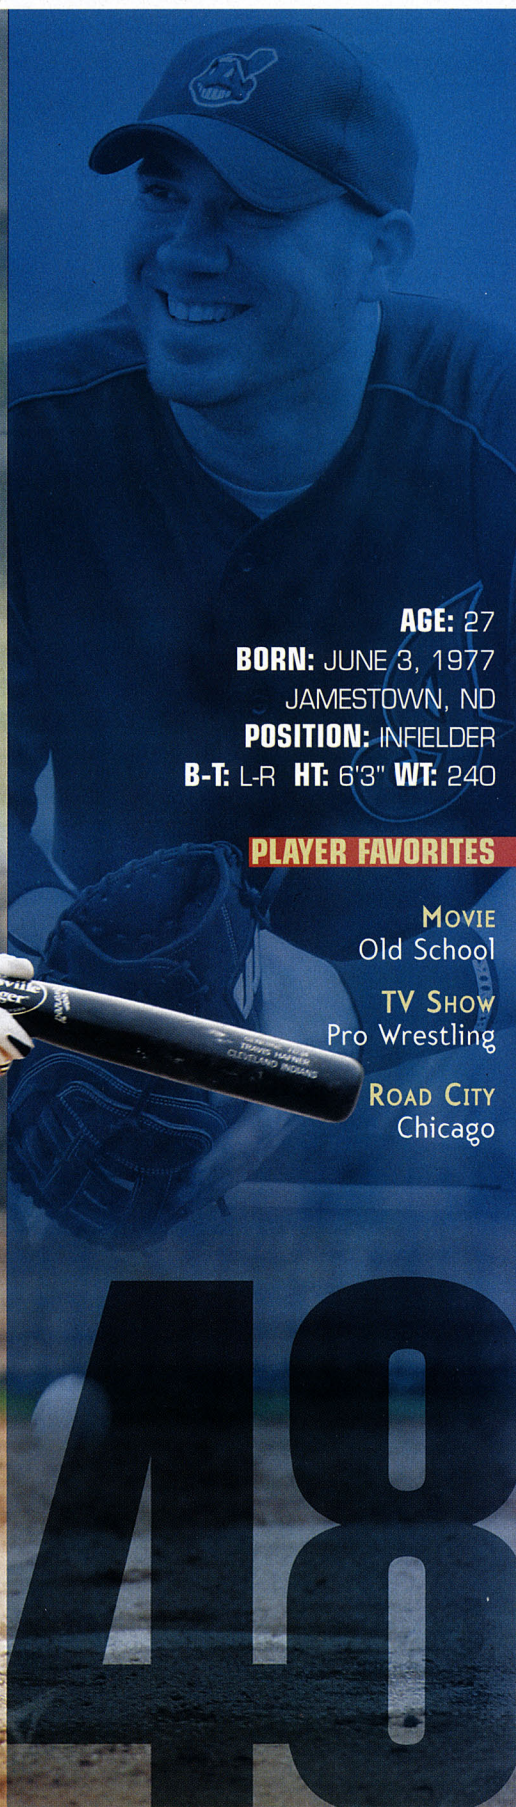 AGE: 27
BORN: JUNE 3, 1977
JAMESTOWN, ND
POSITION: INFIELDER
B-T: L-R HT: 6'3" WT: 240
PLAYER FAVORITES
MOVIE
Old School
TV SHOW
Pro Wrestling
TRAVIS HAFNER
CLEVELAND INDIANS
ROAD CITY
Chicago
48